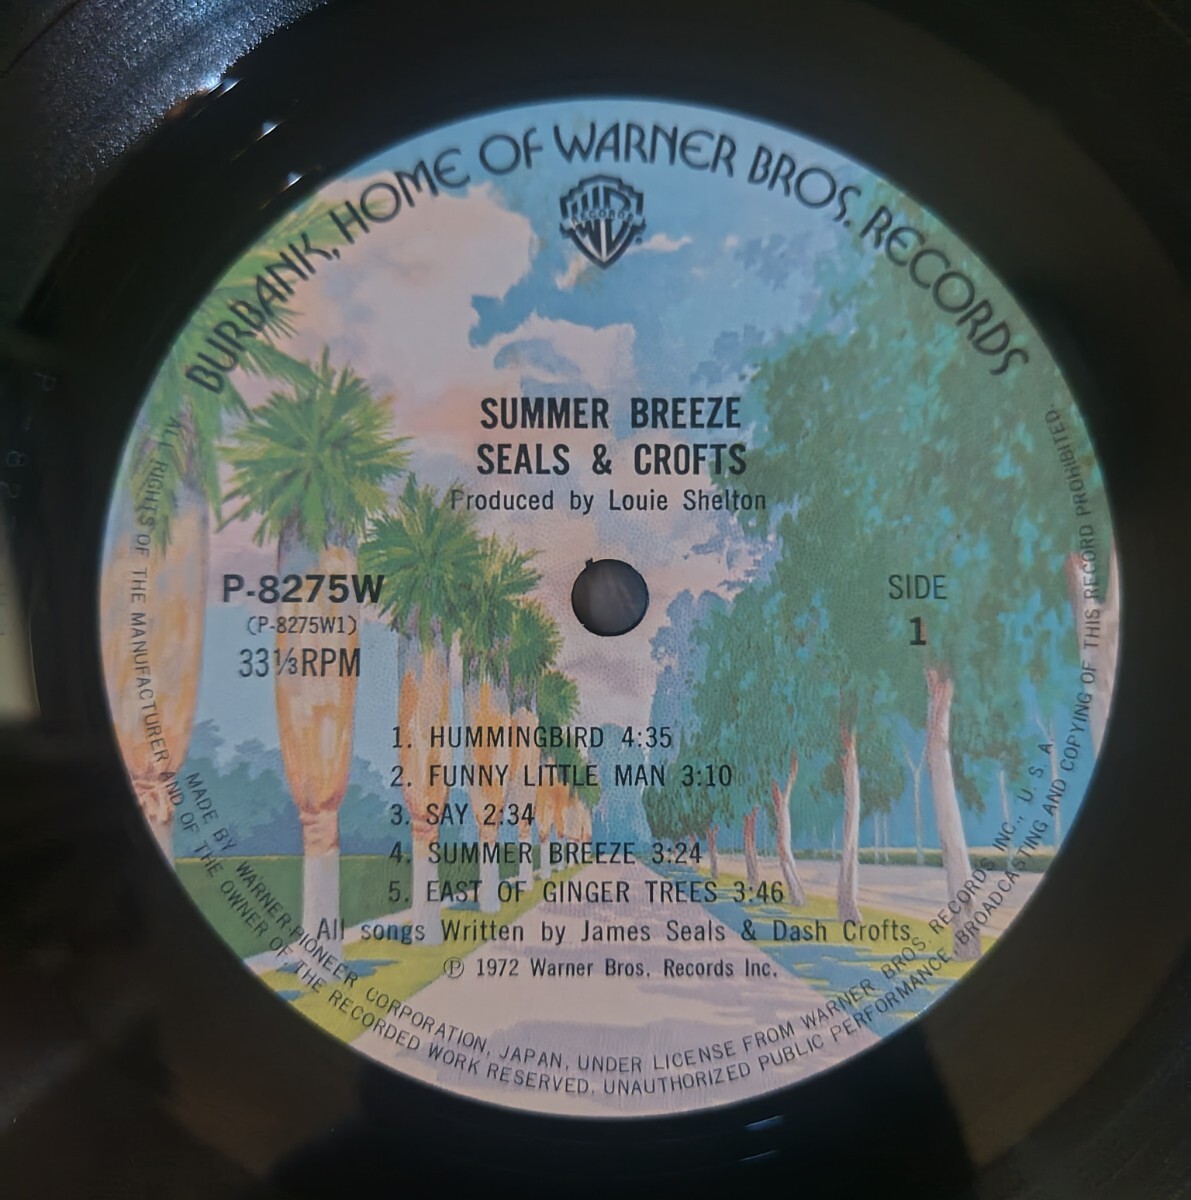 BURBANK, HOME OF WARNER BROS. RECORDS
RECORDS
SUMMER BREEZE
SEALS & CROFTS
Produced by Louie Shelton
P-8275W
(P-8275W1)
33⅓RPM
SIDE
1
1. HUMMINGBIRD 4:35
2. FUNNY LITTLE MAN 3:10
3. SAY 2:34
4. SUMMER BREEZE 3:24
5. EAST OF GINGER TREES 3:46
All songs Written by James Seals & Dash Crofts
Ⓟ 1972 Warner Bros. Records Inc.
MADE BY WARNER-PIONEER CORPORATION, JAPAN, UNDER LICENSE FROM WARNER BROS. RECORDS INC., U. S. A.
ALL RIGHTS OF THE MANUFACTURER AND OF THE OWNER OF THE RECORDED WORK RESERVED. UNAUTHORIZED PUBLIC PERFORMANCE, BROADCASTING AND COPYING OF THIS RECORD PROHIBITED.